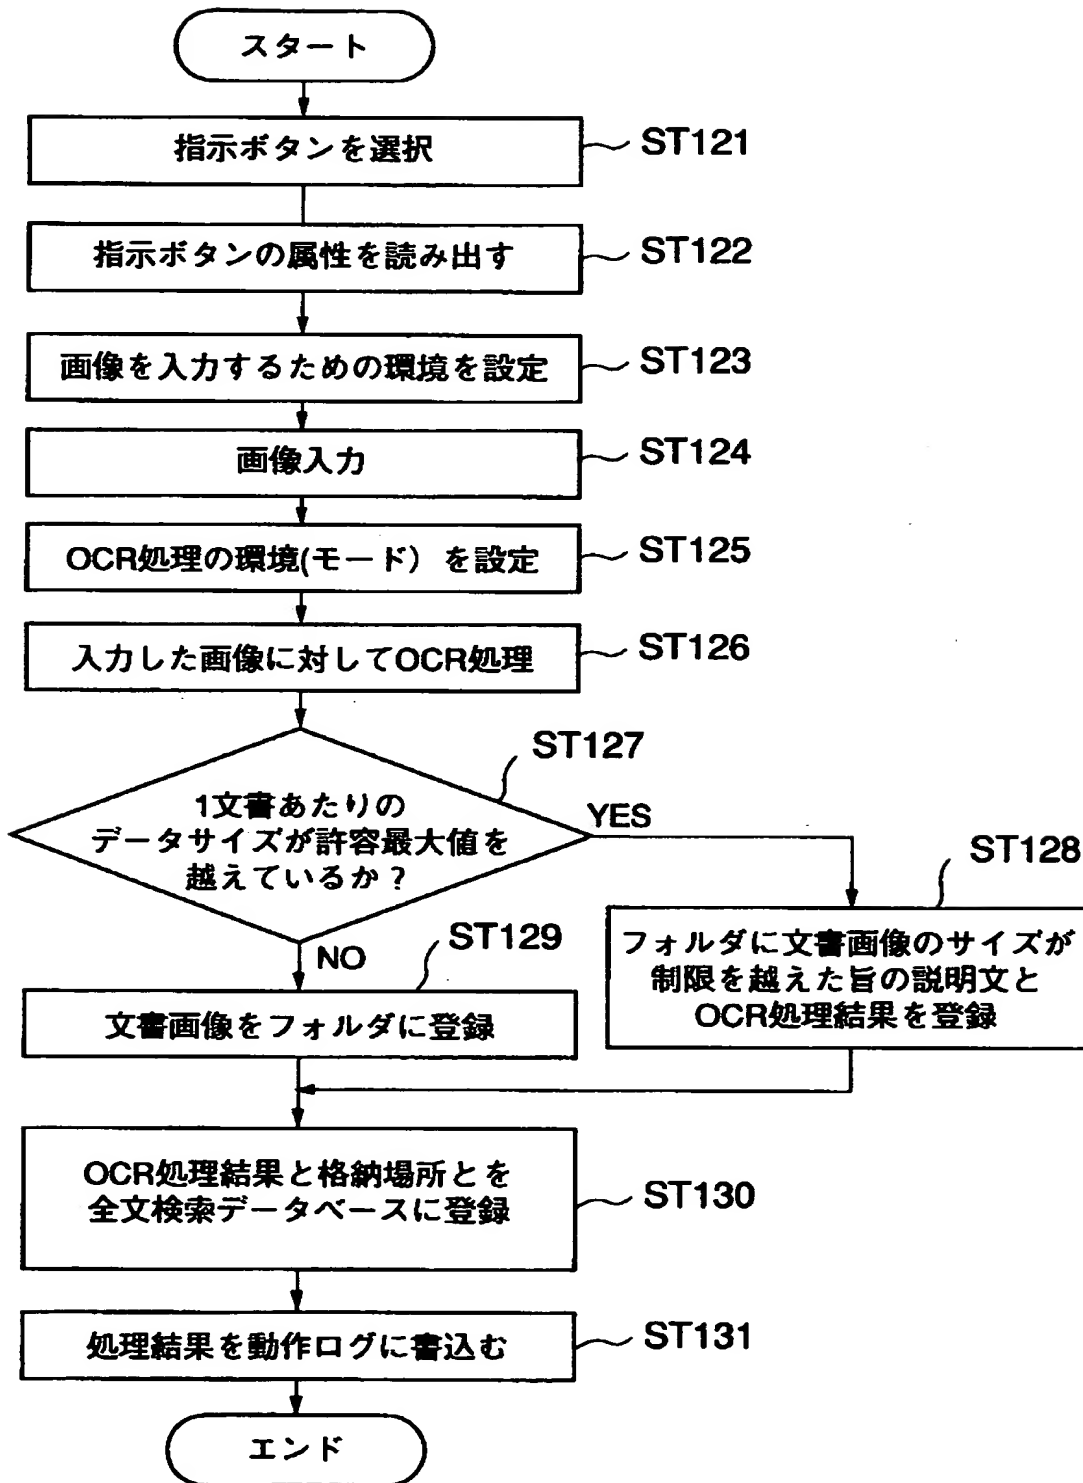 スタート
指示ボタンを選択
ST121
指示ボタンの属性を読み出す
ST122
画像を入力するための環境を設定
ST123
画像入力
ST124
OCR処理の環境(モード）を設定
ST125
入力した画像に対してOCR処理
ST126
ST127
1文書あたりの
データサイズが許容最大値を
越えているか？
YES
ST128
フォルダに文書画像のサイズが
制限を越えた旨の説明文と
OCR処理結果を登録
NO
ST129
文書画像をフォルダに登録
OCR処理結果と格納場所とを
全文検索データベースに登録
ST130
処理結果を動作ログに書込む
ST131
エンド